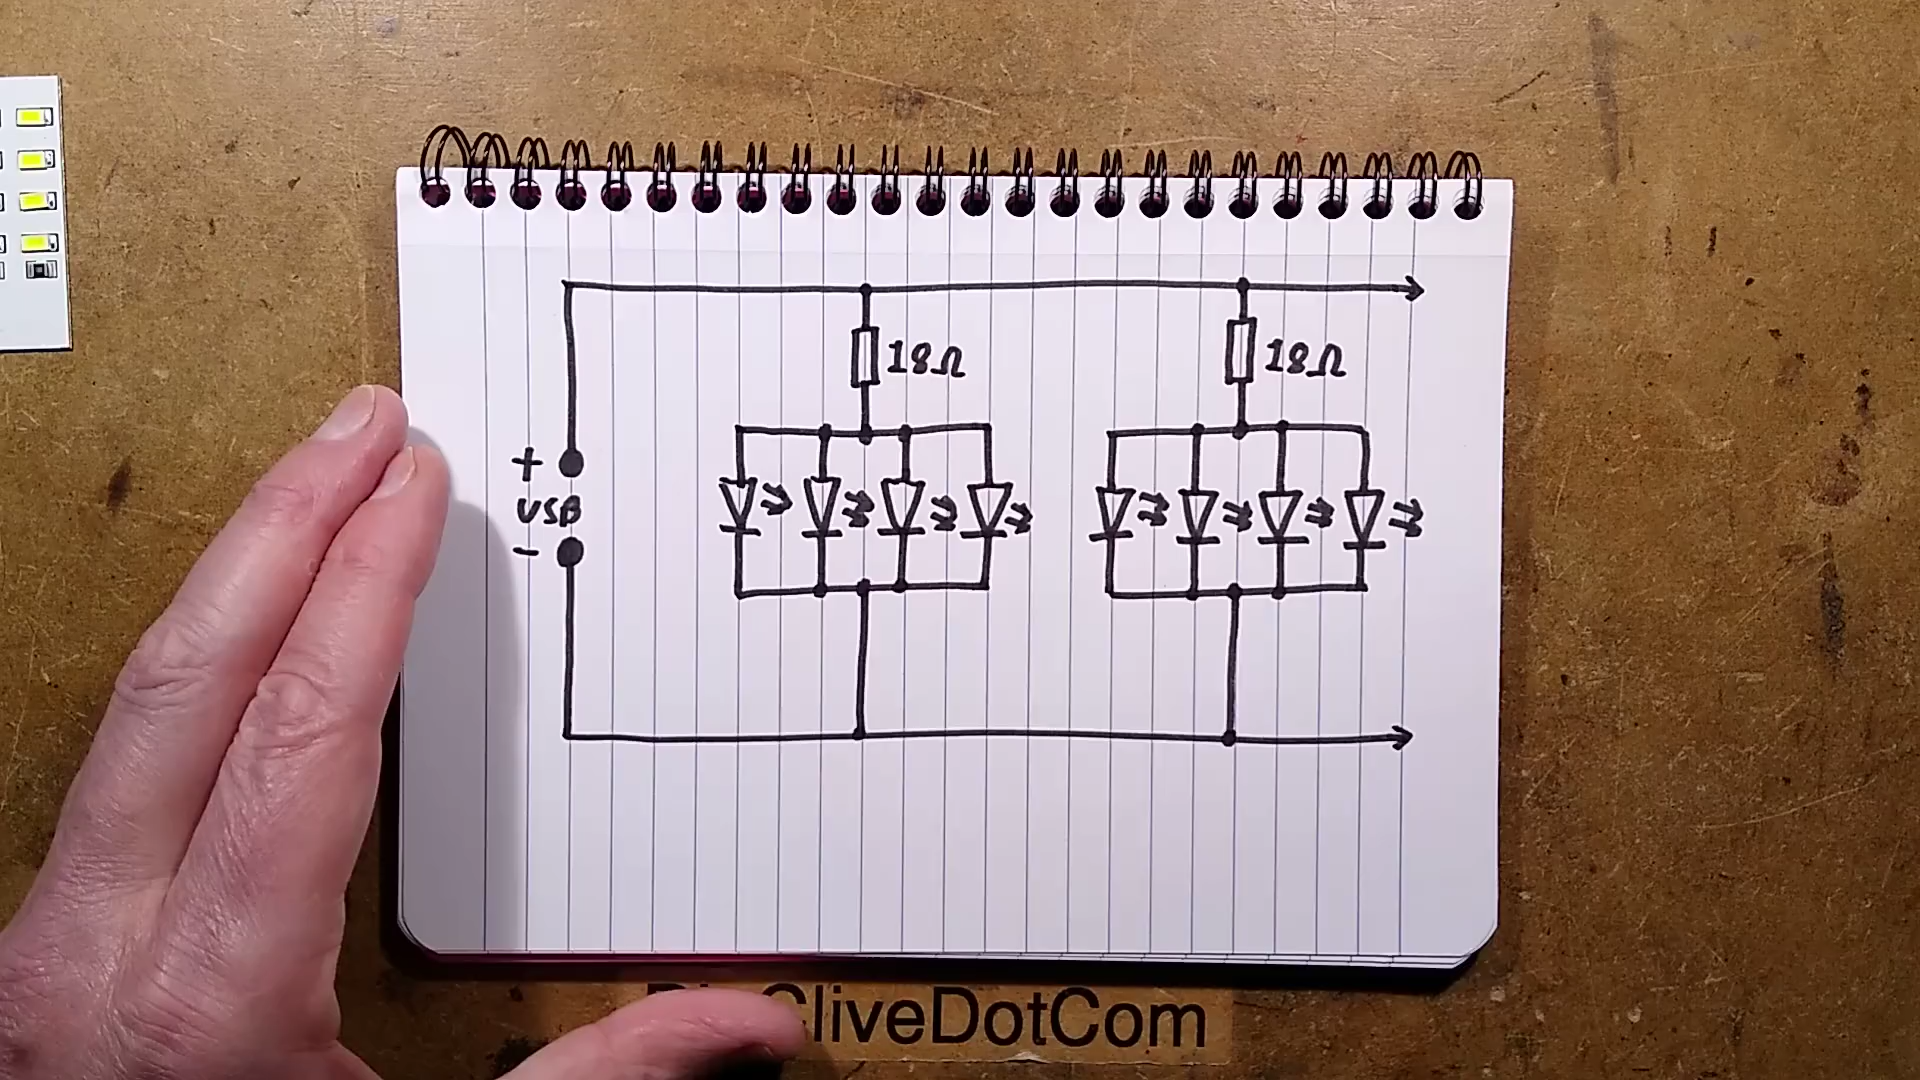 18Ω
18Ω
+
USB
-
CliveDotCom